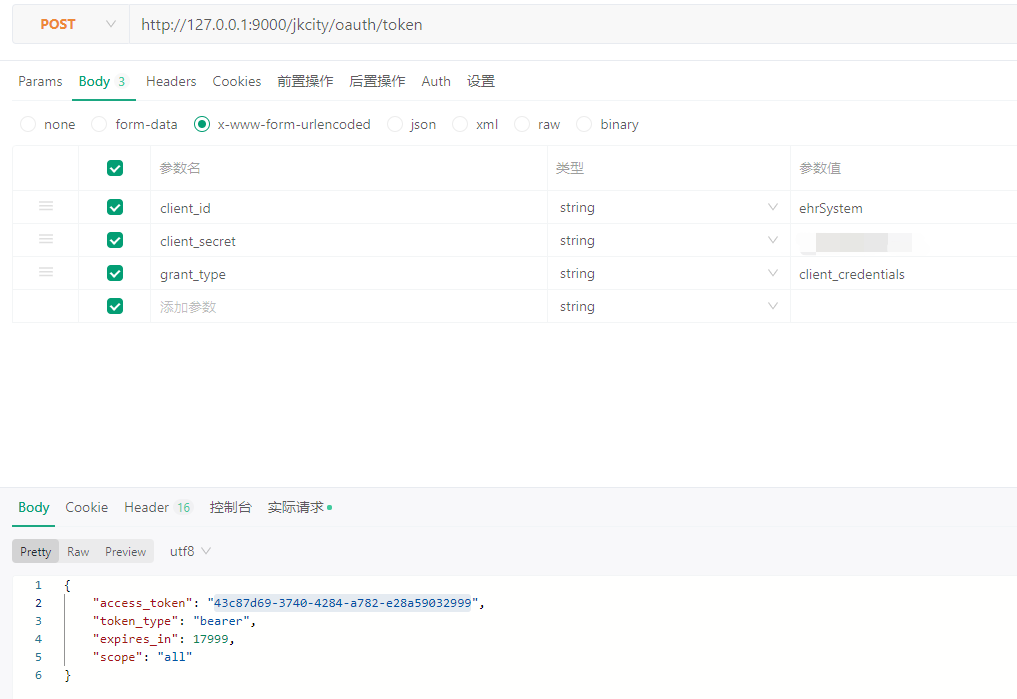 POST http://127.0.0.1:9000/jkcity/oauth/token
Params Body 3 Headers Cookies 前置操作 后置操作 Auth 设置
none form-data x-www-form-urlencoded json xml raw binary
参数名 类型 参数值
client_id string ehrSystem
client_secret string
grant_type string client_credentials
添加参数 string
Body Cookie Header 16 控制台 实际请求
Pretty Raw Preview utf8
1 {
2 "access_token": "43c87d69-3740-4284-a782-e28a59032999",
3 "token_type": "bearer",
4 "expires_in": 17999,
5 "scope": "all"
6 }